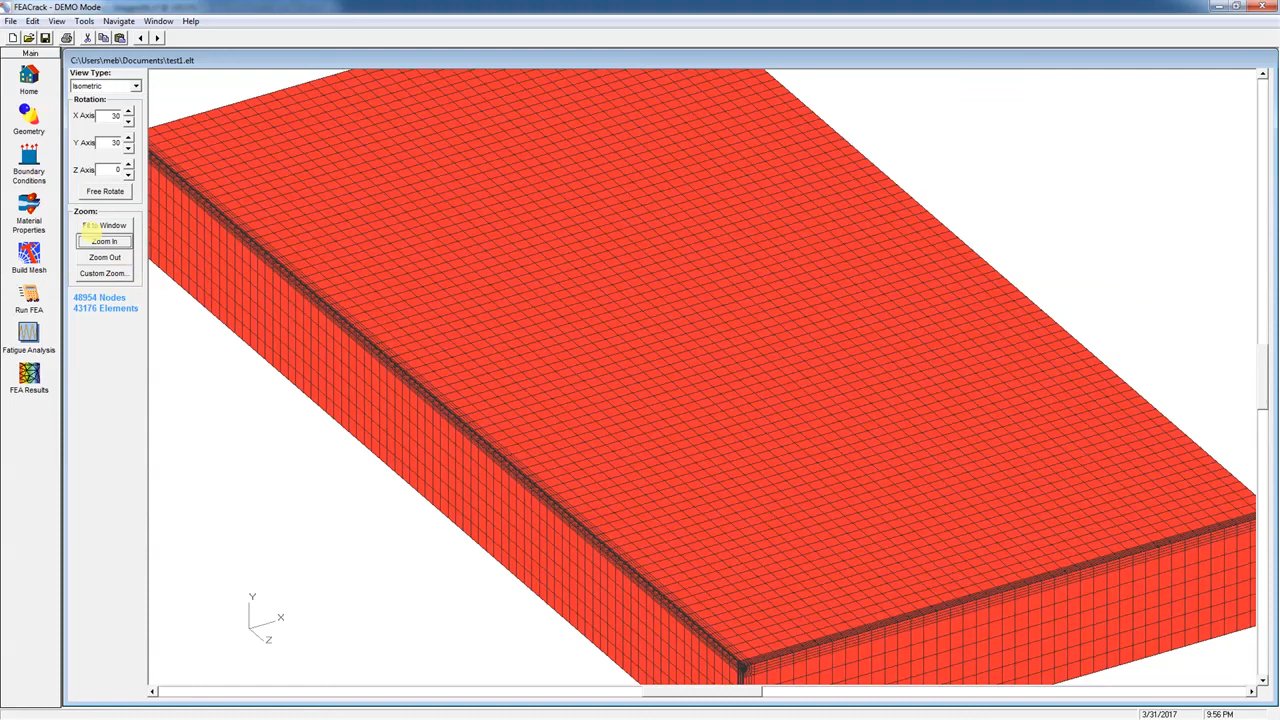 FEACrack - DEMO Mode
File Edit View Tools Navigate Window Help
Main
C:\Users\meb\Documents\test1.elt
Home
Geometry
Boundary
Conditions
Material
Properties
Build Mesh
Run FEA
Fatigue Analysis
FEA Results
View Type:
Isometric
Rotation:
X Axis 30
Y Axis 30
Z Axis 0
Free Rotate
Zoom:
Fit to Window
Zoom In
Zoom Out
Custom Zoom...
48954 Nodes
43176 Elements
Y
X
Z
3/31/2017 9:56 PM